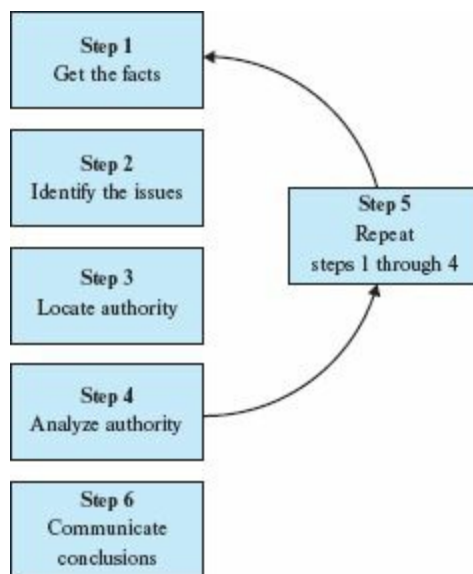 Step 1
Get the facts
Step 2
Identify the issues
Step 3
Locate authority
Step 4
Analyze authority
Step 5
Repeat
steps 1 through 4
Step 6
Communicate
conclusions